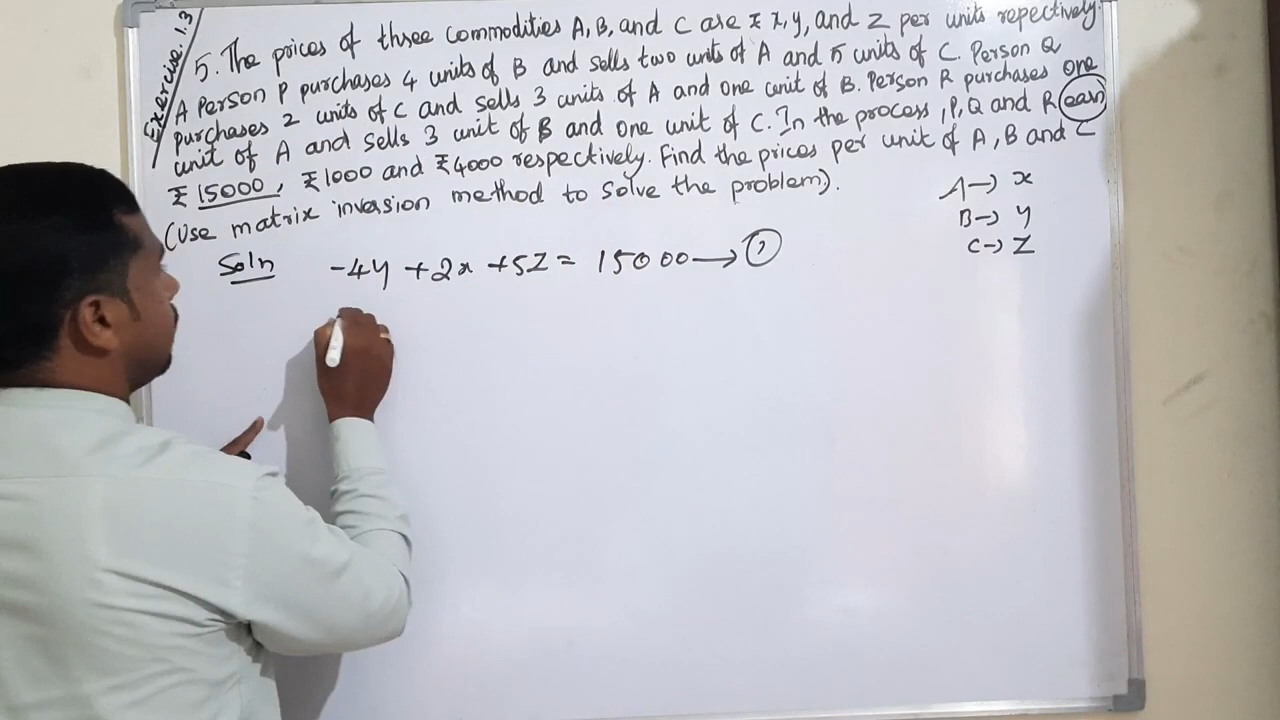 Exercise. 1.3
5. The prices of three commodities A, B, and C are ₹ x, y, and z per units repectively.
A Person P purchases 4 units of B and sells two units of A and 5 units of C. Person Q
purchases 2 units of C and sells 3 units of A and one unit of B. Person R purchases one
unit of A and sells 3 unit of B and one unit of C. In the process, P, Q and R earn
₹ 15000, ₹1000 and ₹4000 respectively. Find the prices per unit of A, B and C
(Use matrix invasion method to solve the problem).
A → x
B → y
C → z
Soln -4y + 2x + 5z = 15000 → 1